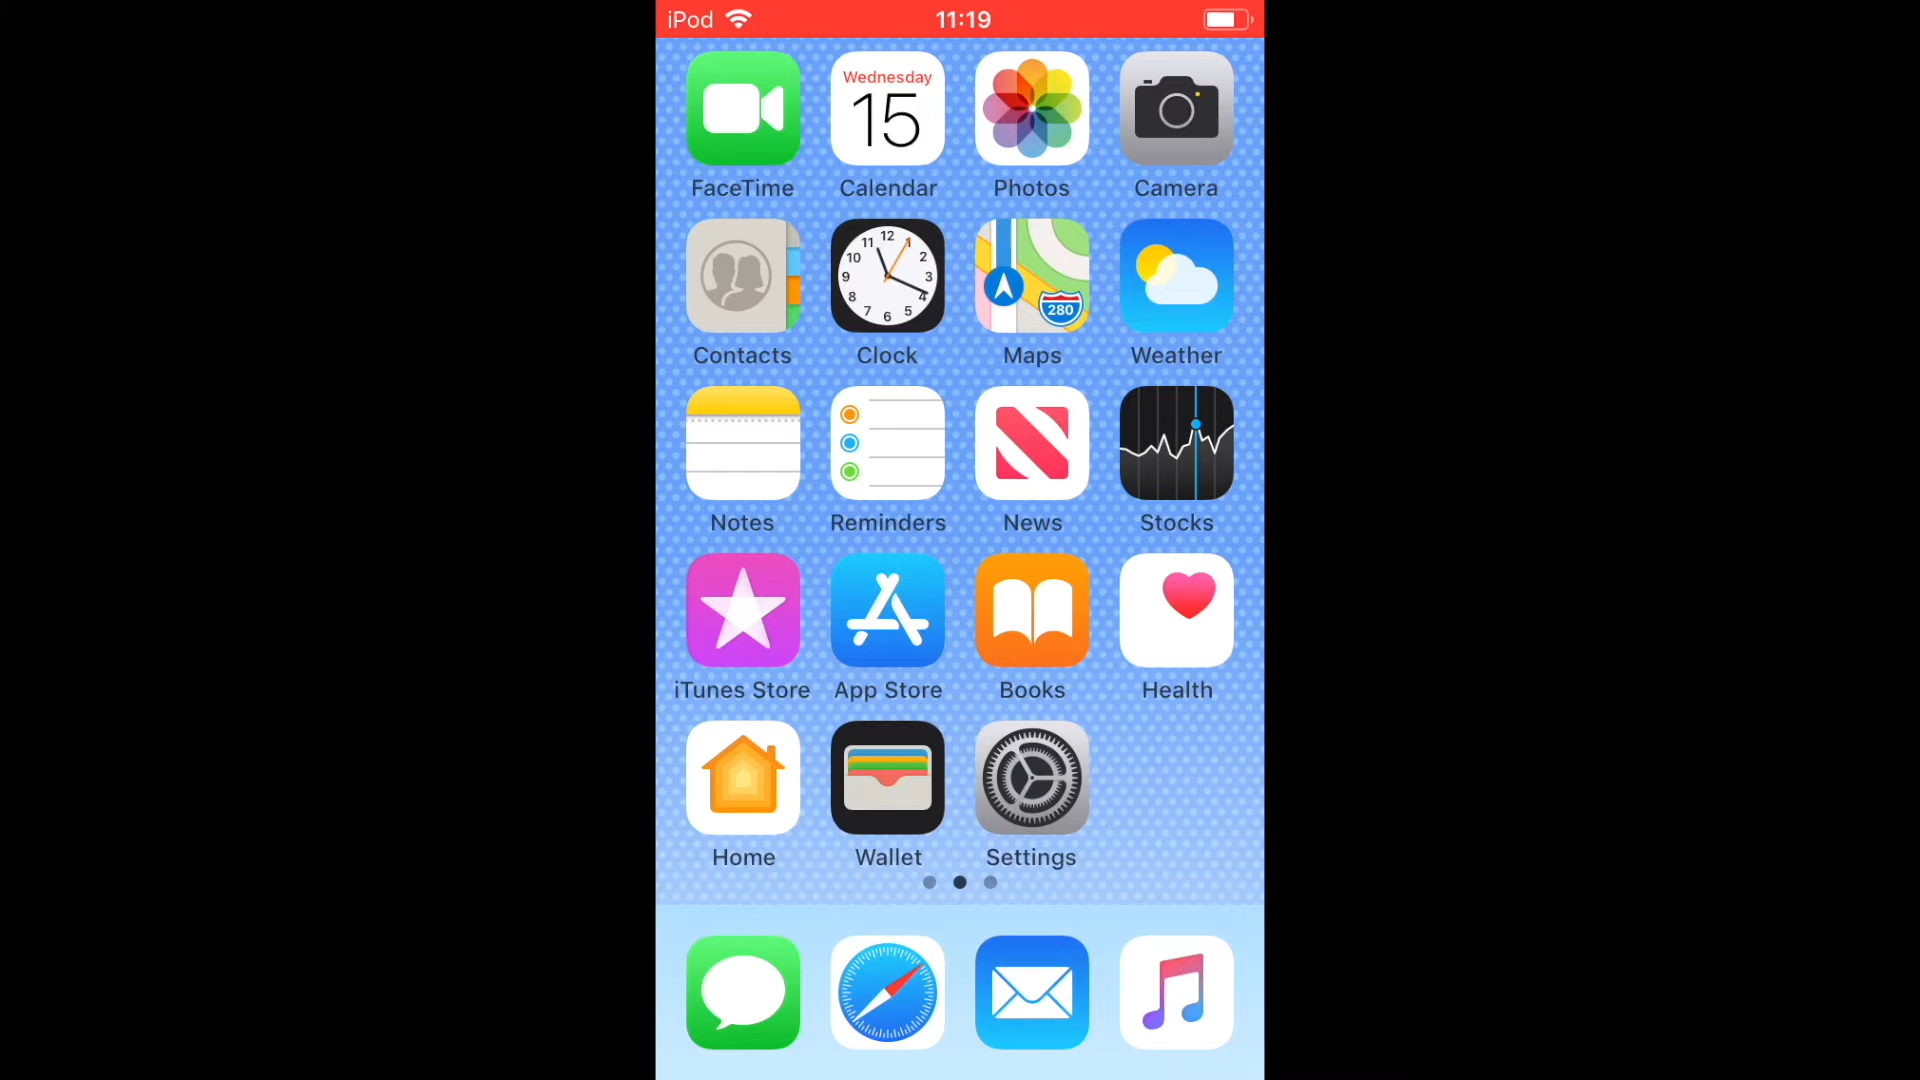 iPod 11:19
Wednesday
15
FaceTime Calendar Photos Camera
12
11 1
10 2
9 3
8 4
7 5
6
280
Contacts Clock Maps Weather
Notes Reminders News Stocks
iTunes Store App Store Books Health
Home Wallet Settings